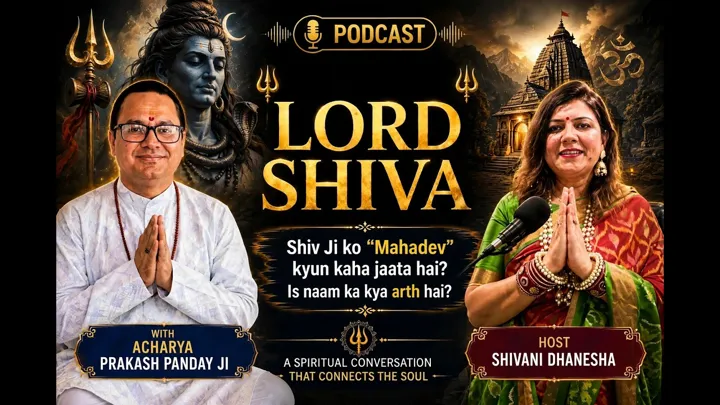 PODCAST
LORD
SHIVA
Shiv Ji ko “Mahadev”
kyun kaha jaata hai?
Is naam ka kya arth hai?
WITH
ACHARYA
PRAKASH PANDAY JI
A SPIRITUAL CONVERSATION
THAT CONNECTS THE SOUL
HOST
SHIVANI DHANESHA
ॐ